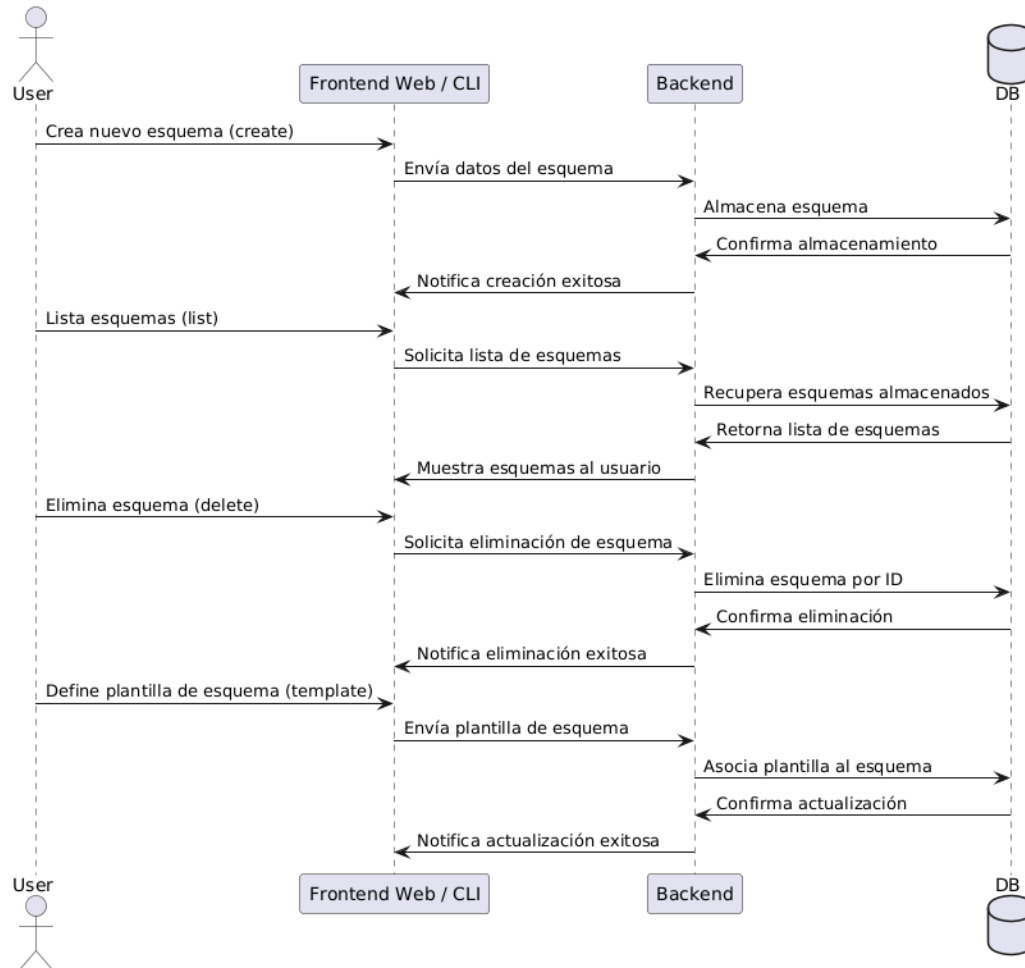 User
Frontend Web / CLI
Backend
DB
Crea nuevo esquema (create)
Envía datos del esquema
Almacena esquema
Confirma almacenamiento
Notifica creación exitosa
Lista esquemas (list)
Solicita lista de esquemas
Recupera esquemas almacenados
Retorna lista de esquemas
Muestra esquemas al usuario
Elimina esquema (delete)
Solicita eliminación de esquema
Elimina esquema por ID
Confirma eliminación
Notifica eliminación exitosa
Define plantilla de esquema (template)
Envía plantilla de esquema
Asocia plantilla al esquema
Confirma actualización
Notifica actualización exitosa
User
Frontend Web / CLI
Backend
DB